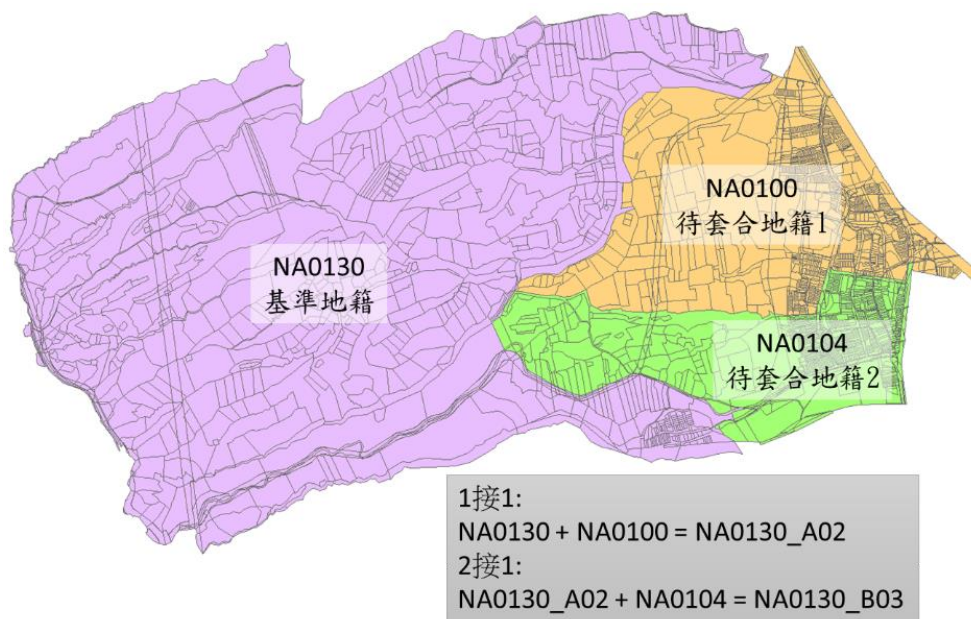 NA0100
待套合地籍1
NA0130
基準地籍
NA0104
待套合地籍2
1接1:
NA0130 + NA0100 = NA0130_A02
2接1:
NA0130_A02 + NA0104 = NA0130_B03